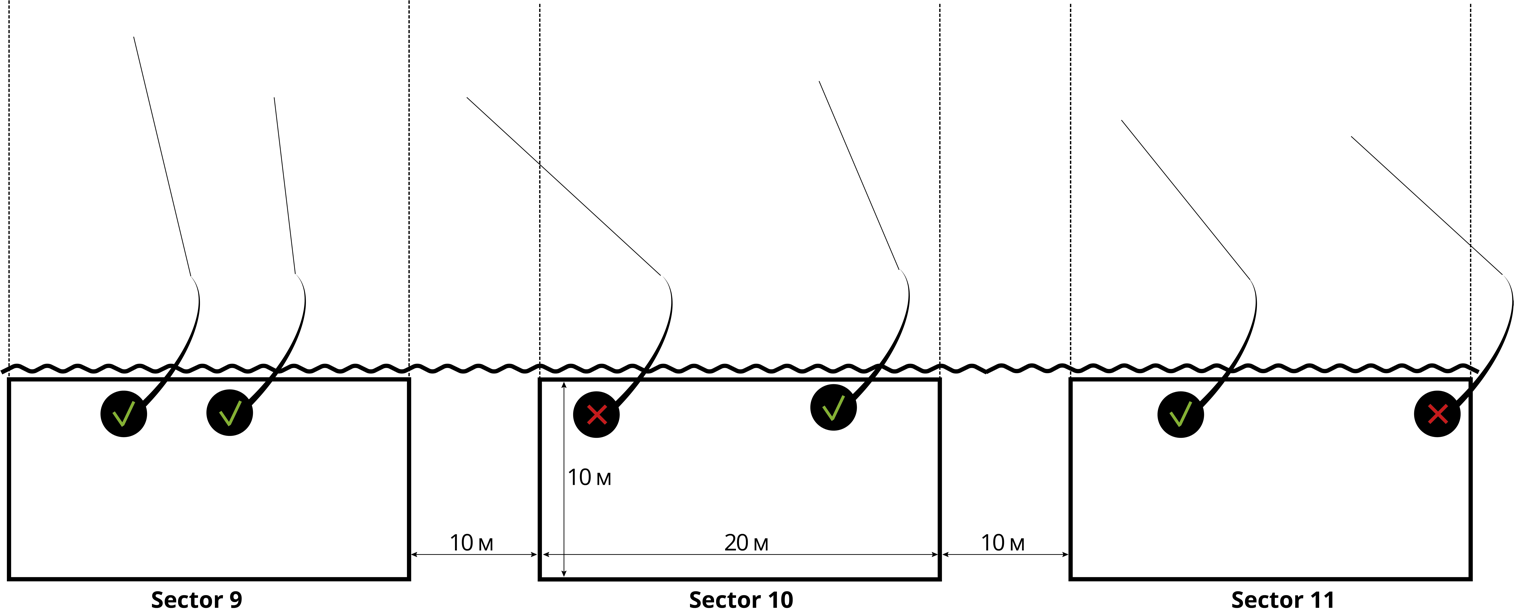 10 м
10 м
20 м
10 м
Sector 9
Sector 10
Sector 11